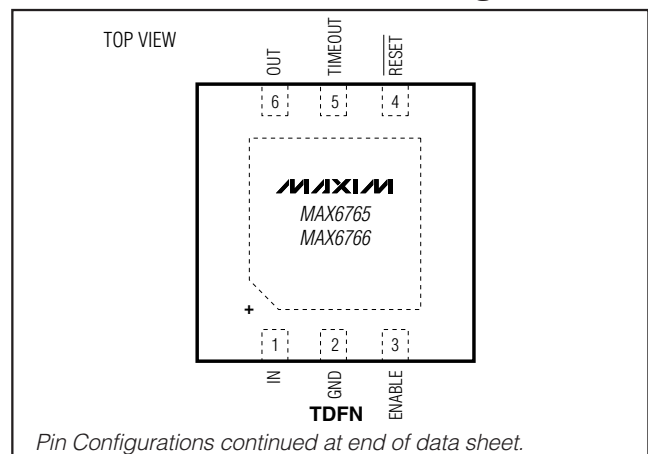 TOP VIEW
OUT
TIMEOUT
RESET
6
5
4
MAXIM
MAX6765
MAX6766
+
1
2
3
IN
GND
ENABLE
TDFN
Pin Configurations continued at end of data sheet.